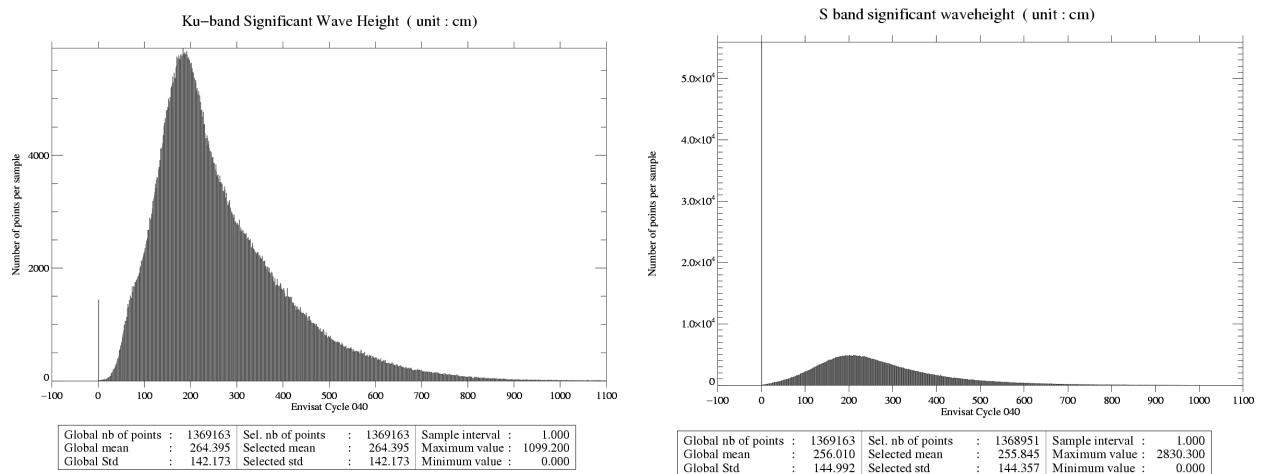 Ku-band Significant Wave Height ( unit : cm)
Number of points per sample
4000
2000
0
-100 0 100 200 300 400 500 600 700 800 900 1000 1100
Envisat Cycle 040
Global nb of points : 1369163 Sel. nb of points : 1369163 Sample interval : 1.000
Global mean : 264.395 Selected mean : 264.395 Maximum value : 1099.200
Global Std : 142.173 Selected std : 142.173 Minimum value : 0.000
S band significant waveheight ( unit : cm)
Number of points per sample
5.0×10⁴
4.0×10⁴
3.0×10⁴
2.0×10⁴
1.0×10⁴
0
-100 0 100 200 300 400 500 600 700 800 900 1000 1100
Envisat Cycle 040
Global nb of points : 1369163 Sel. nb of points : 1368951 Sample interval : 1.000
Global mean : 256.010 Selected mean : 255.845 Maximum value : 2830.300
Global Std : 144.992 Selected std : 144.357 Minimum value : 0.000